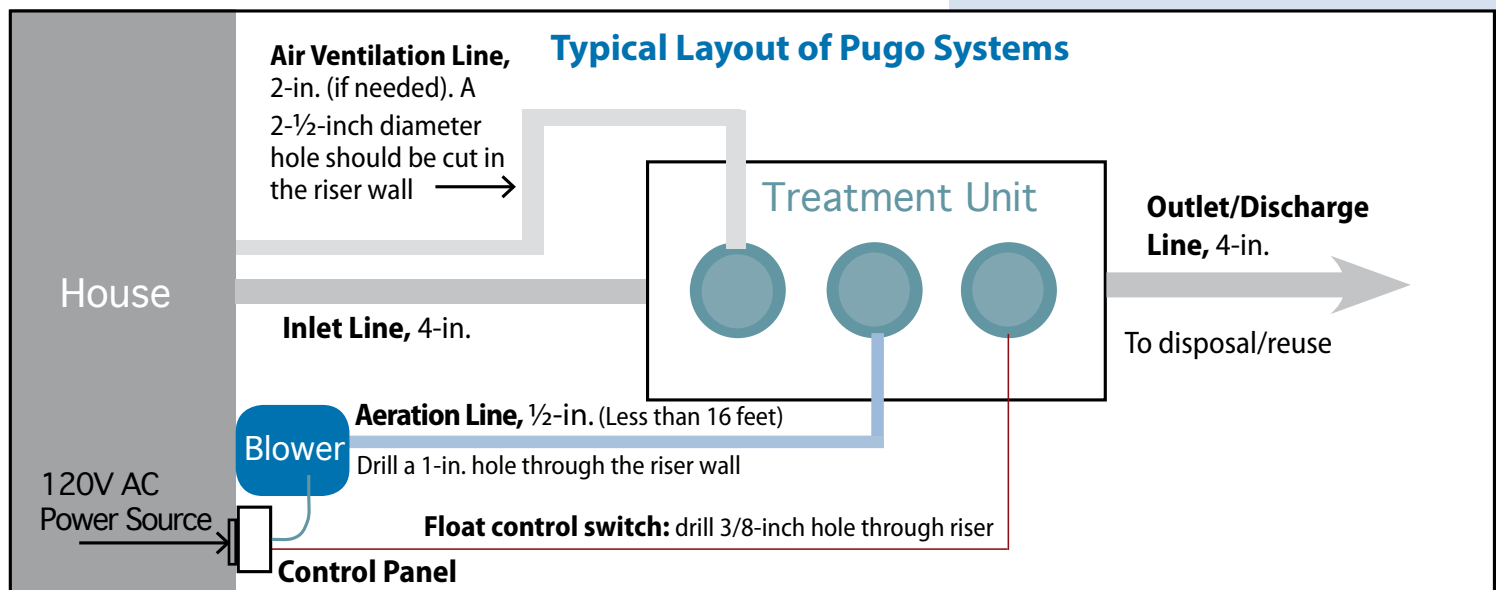 Typical Layout of Pugo Systems
Air Ventilation Line,
2-in. (if needed). A
2-½-inch diameter
hole should be cut in
the riser wall
Treatment Unit
Outlet/Discharge
Line, 4-in.
House
Inlet Line, 4-in.
To disposal/reuse
Aeration Line, ½-in. (Less than 16 feet)
Blower
Drill a 1-in. hole through the riser wall
120V AC
Power Source
Float control switch: drill 3/8-inch hole through riser
Control Panel